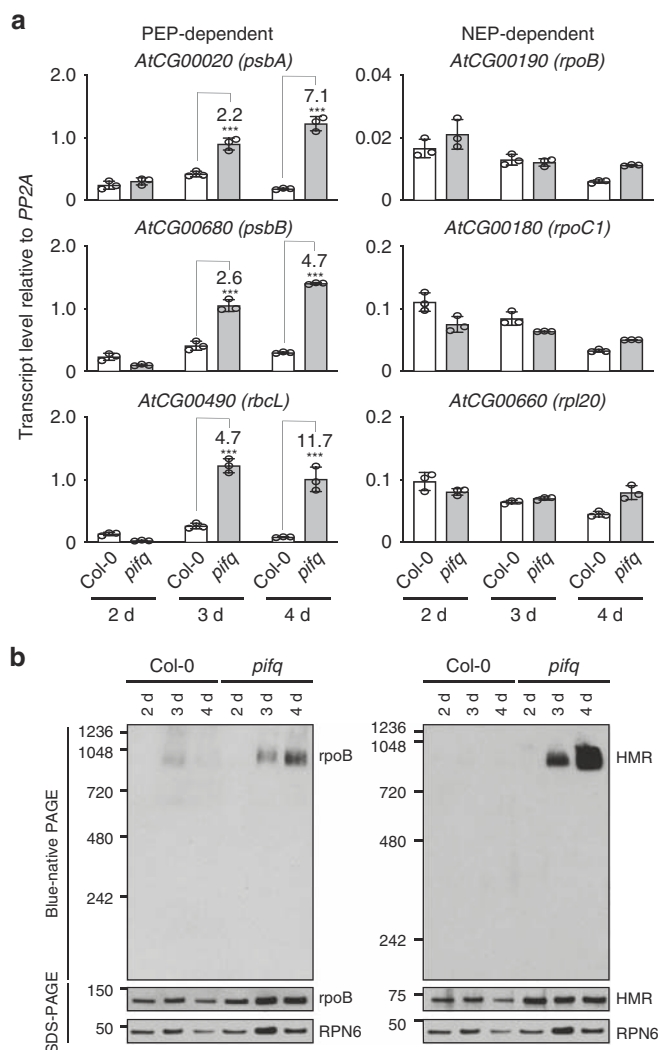 a
PEP-dependent
NEP-dependent
AtCG00020 (psbA)
AtCG00190 (rpoB)
Transcript level relative to PP2A
2.0
1.0
0
2.2
***
7.1
***
0.04
0.02
0
AtCG00680 (psbB)
AtCG00180 (rpoC1)
2.0
1.0
0
2.6
***
4.7
***
0.2
0.1
0
AtCG00490 (rbcL)
AtCG00660 (rpl20)
2.0
1.0
0
4.7
***
11.7
***
0.2
0.1
0
Col-0 pifq Col-0 pifq Col-0 pifq
Col-0 pifq Col-0 pifq Col-0 pifq
2 d 3 d 4 d
2 d 3 d 4 d
b
Col-0 pifq
2 d 3 d 4 d 2 d 3 d 4 d
Blue-native PAGE
1236
1048
720
480
242
rpoB
SDS-PAGE
150
rpoB
50
RPN6
Col-0 pifq
2 d 3 d 4 d 2 d 3 d 4 d
1236
1048
720
480
242
HMR
75
HMR
50
RPN6